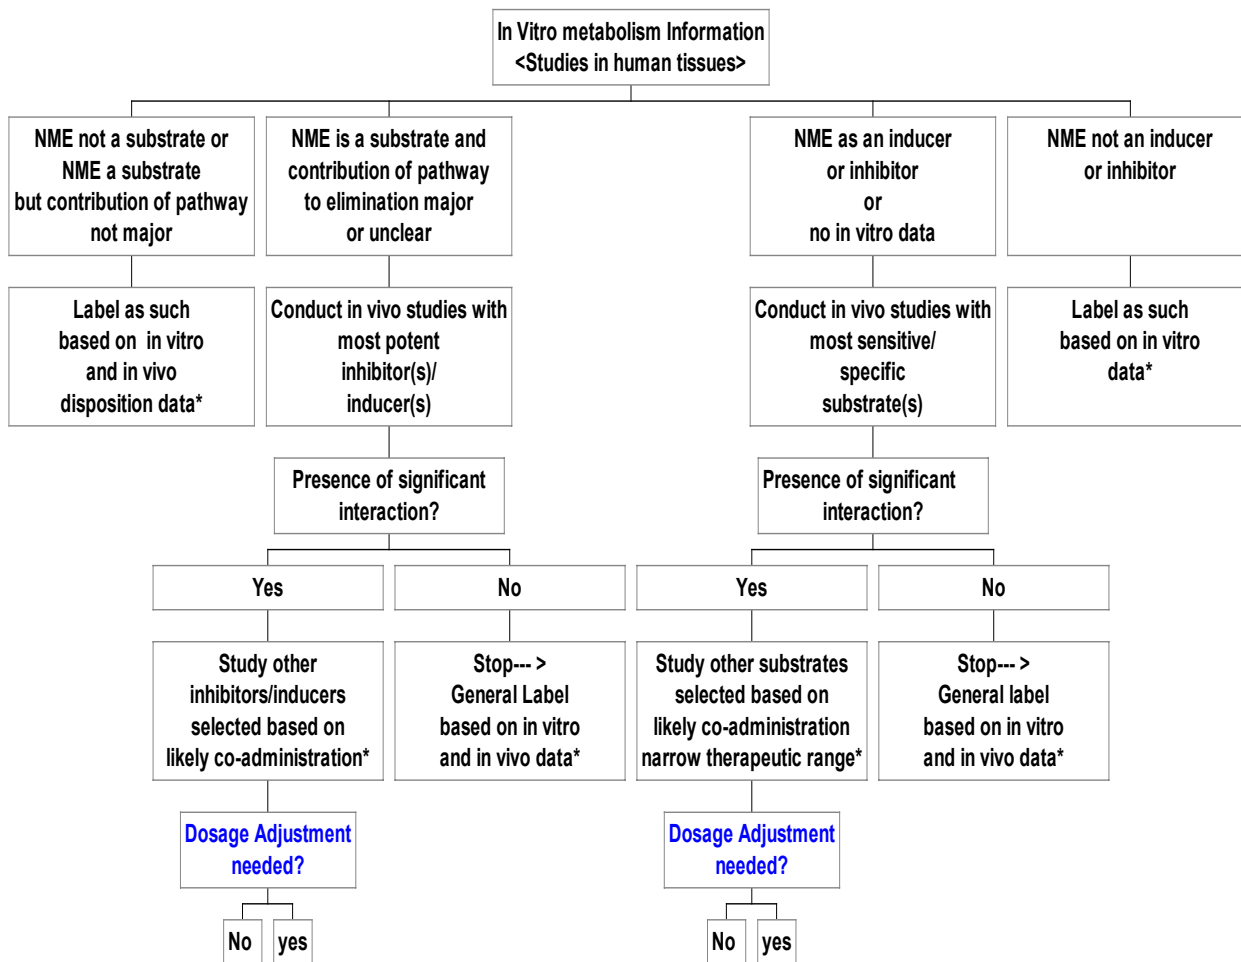 In Vitro metabolism Information
<Studies in human tissues>
NME not a substrate or
NME a substrate
but contribution of pathway
not major
NME is a substrate and
contribution of pathway
to elimination major
or unclear
NME as an inducer
or inhibitor
or
no in vitro data
NME not an inducer
or inhibitor
Label as such
based on in vitro
and in vivo
disposition data*
Conduct in vivo studies with
most potent
inhibitor(s)/
inducer(s)
Conduct in vivo studies with
most sensitive/
specific
substrate(s)
Label as such
based on in vitro
data*
Presence of significant
interaction?
Presence of significant
interaction?
Yes
No
Yes
No
Study other
inhibitors/inducers
selected based on
likely co-administration*
Stop--- >
General Label
based on in vitro
and in vivo data*
Study other substrates
selected based on
likely co-administration
narrow therapeutic range*
Stop--- >
General label
based on in vitro
and in vivo data*
Dosage Adjustment
needed?
Dosage Adjustment
needed?
No
yes
No
yes